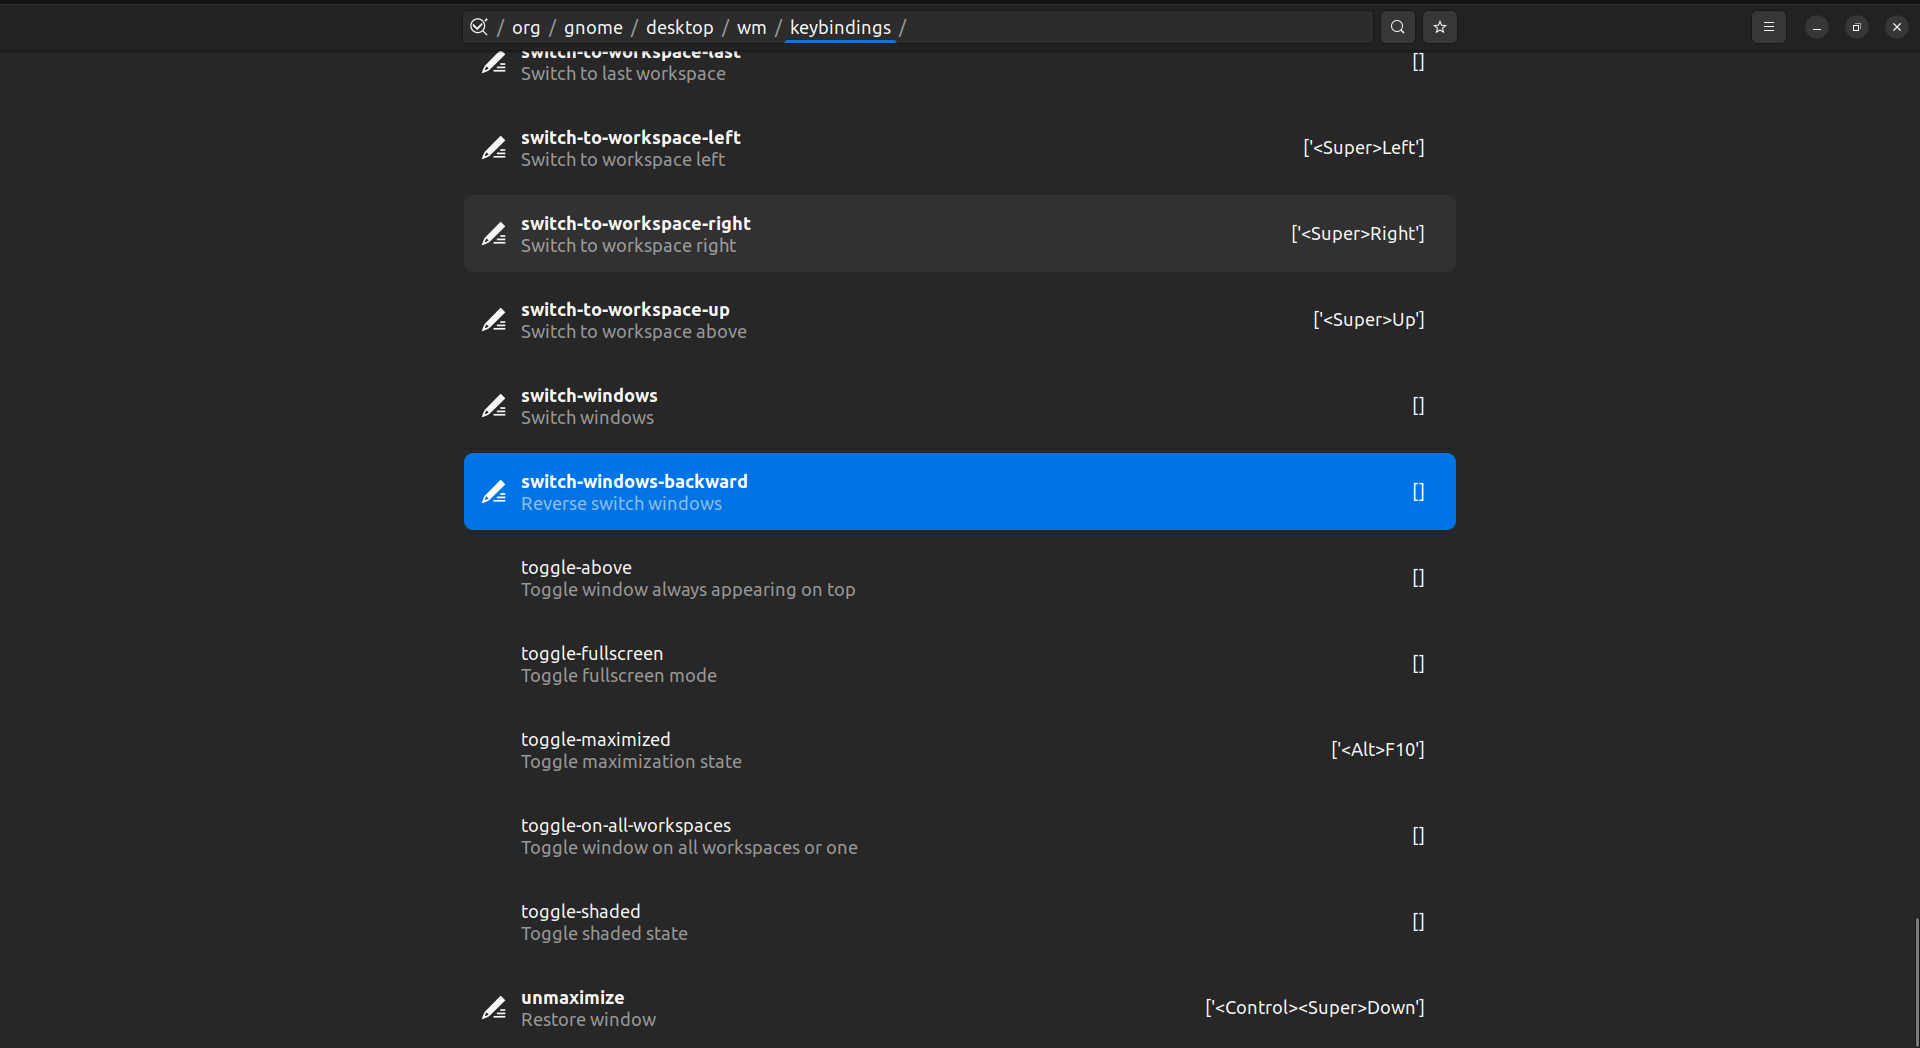 / org / gnome / desktop / wm / keybindings /
switch-to-workspace-last
Switch to last workspace
[]
switch-to-workspace-left
Switch to workspace left
['<Super>Left']
switch-to-workspace-right
Switch to workspace right
['<Super>Right']
switch-to-workspace-up
Switch to workspace above
['<Super>Up']
switch-windows
Switch windows
[]
switch-windows-backward
Reverse switch windows
[]
toggle-above
Toggle window always appearing on top
[]
toggle-fullscreen
Toggle fullscreen mode
[]
toggle-maximized
Toggle maximization state
['<Alt>F10']
toggle-on-all-workspaces
Toggle window on all workspaces or one
[]
toggle-shaded
Toggle shaded state
[]
unmaximize
Restore window
['<Control><Super>Down']